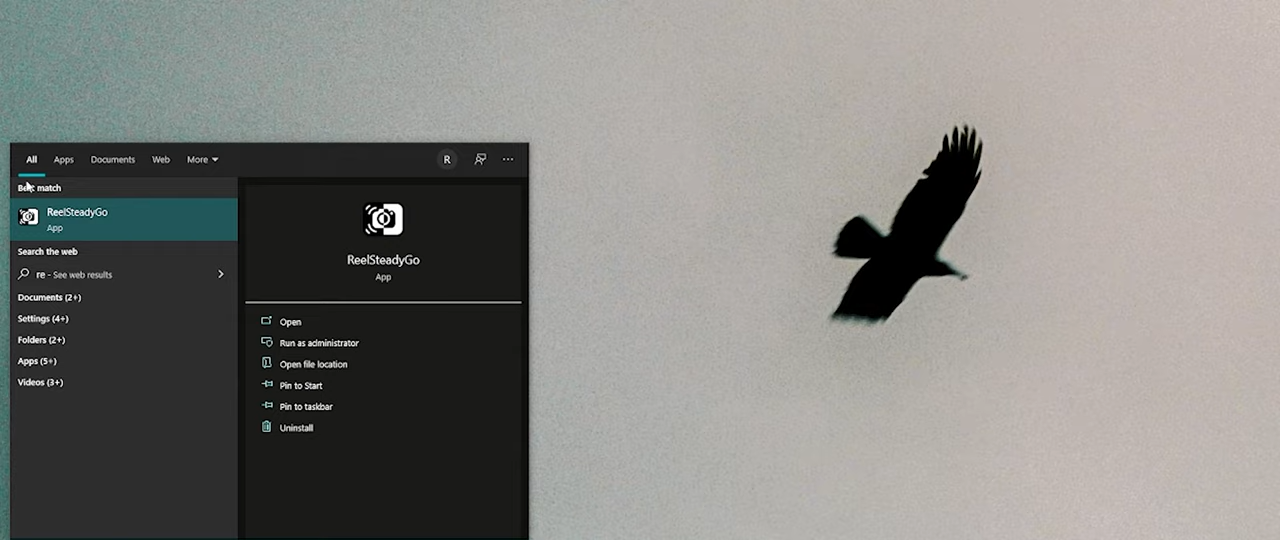 All Apps Documents Web More R
Best match
ReelSteadyGo
App
Search the web
re - See web results
Documents (2+)
Settings (4+)
Folders (2+)
Apps (5+)
Videos (3+)
ReelSteadyGo
App
Open
Run as administrator
Open file location
Pin to Start
Pin to taskbar
Uninstall